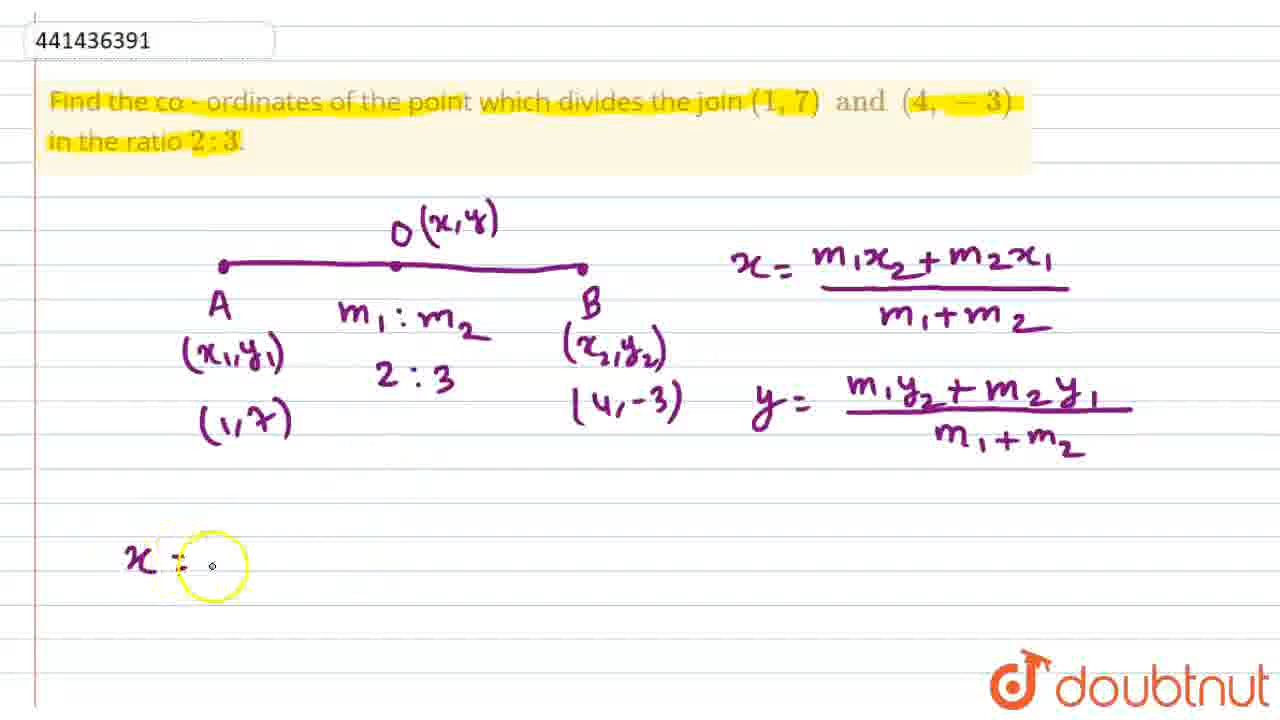 441436391
Find the co - ordinates of the point which divides the join (1, 7) and (4, - 3)
in the ratio 2 : 3.
O (x, y)
A
m₁ : m₂
B
(x₁, y₁)
2 : 3
(x₂, y₂)
(1, 7)
(4, -3)
x = m₁x₂ + m₂x₁
m₁ + m₂
y = m₁y₂ + m₂y₁
m₁ + m₂
x =
doubtnut